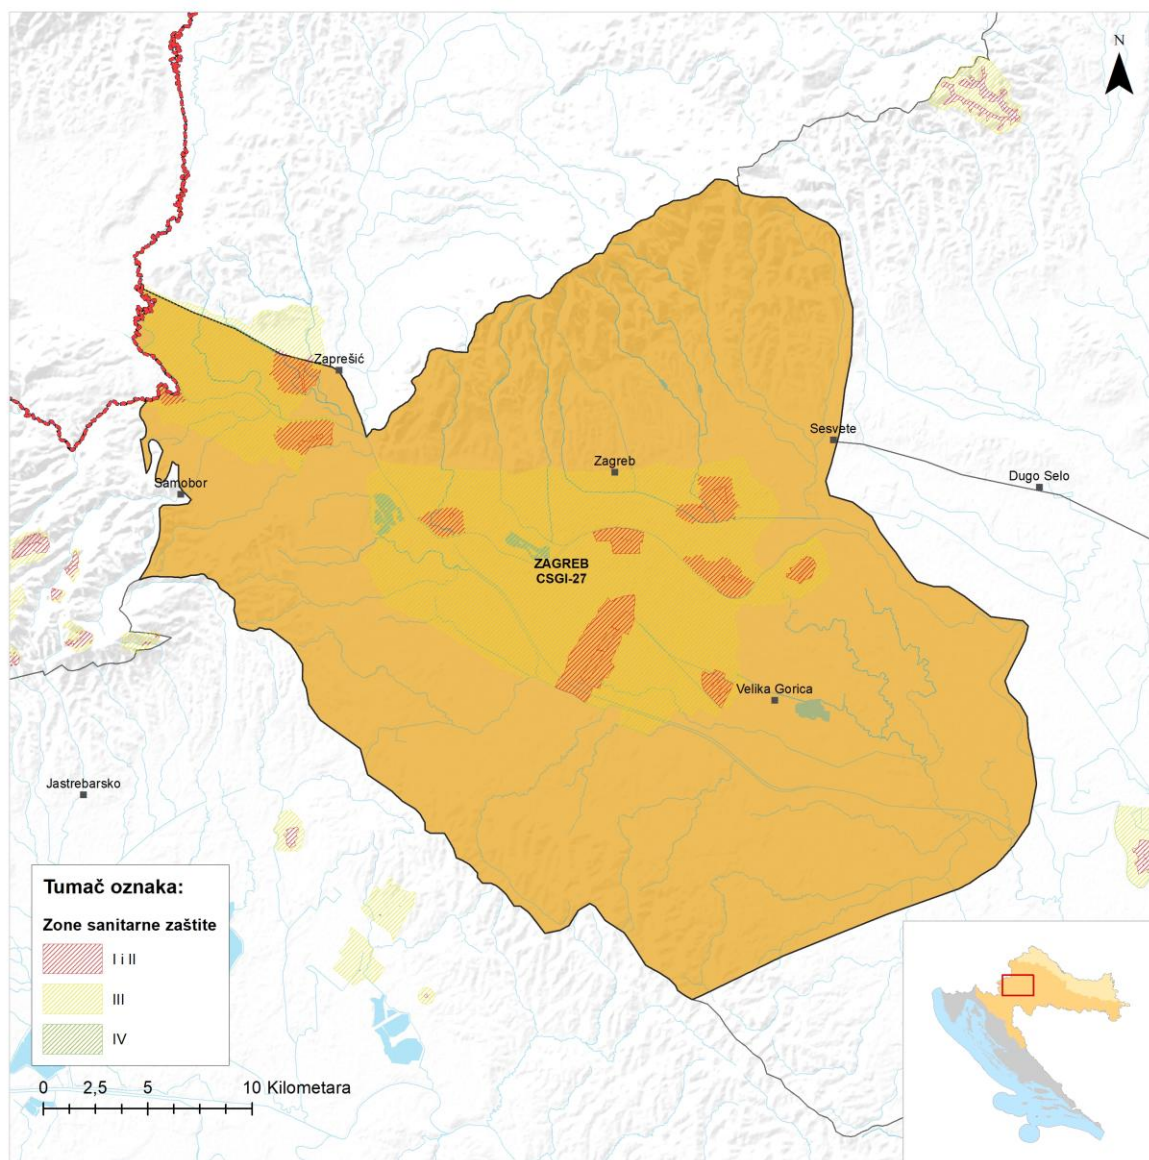 N
Zaprešić
Sesvete
Zagreb
Dugo Selo
Samobor
ZAGREB
CSGI-27
Velika Gorica
Jastrebarsko
Tumač oznaka:
Zone sanitarne zaštite
I i II
III
IV
0 2,5 5 10 Kilometara